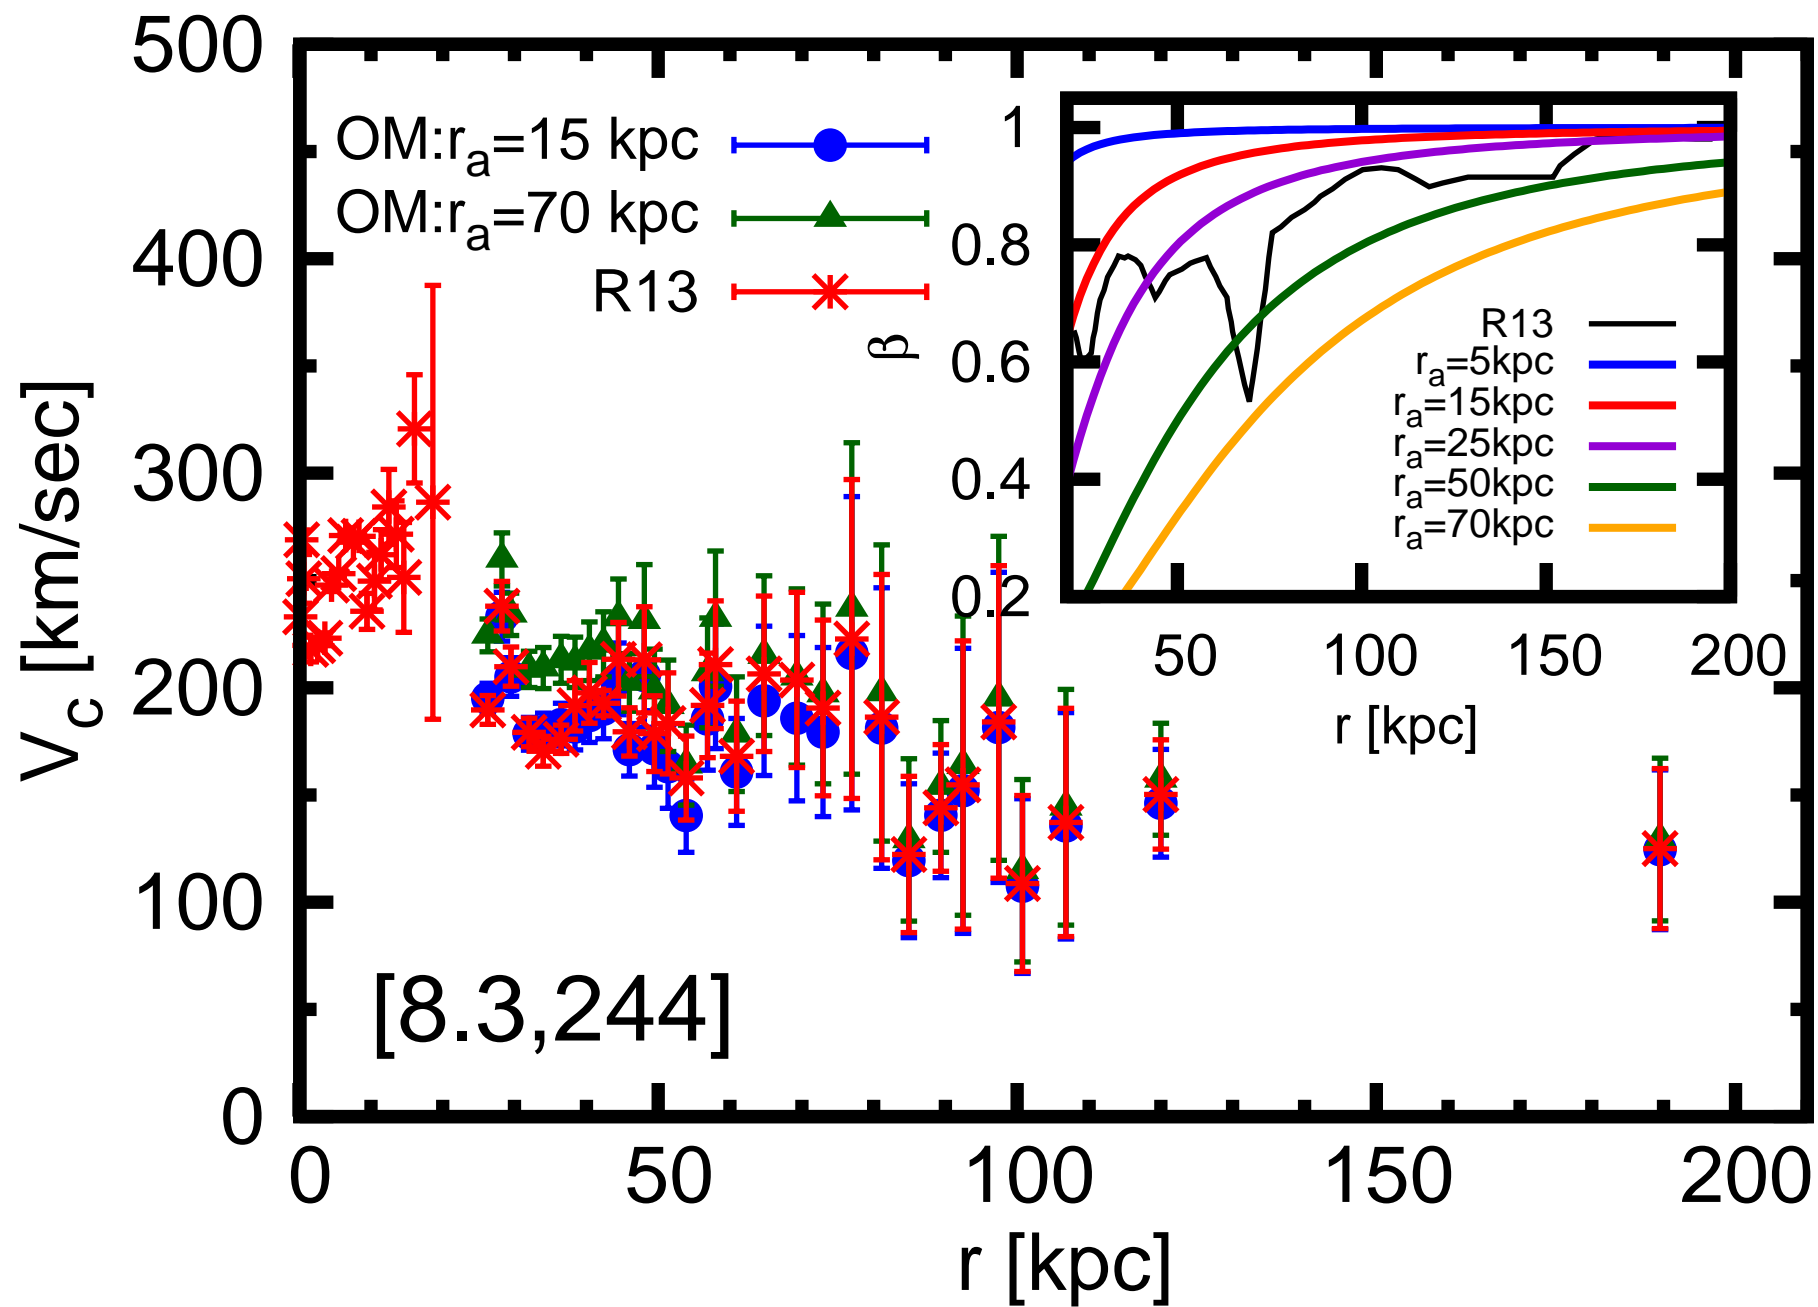 500
400
300
200
100
0
V_c [km/sec]
OM:r_a=15 kpc
OM:r_a=70 kpc
R13
[8.3,244]
0 50 100 150 200
r [kpc]
1
0.8
0.6
0.4
0.2
β
R13
r_a=5kpc
r_a=15kpc
r_a=25kpc
r_a=50kpc
r_a=70kpc
50 100 150 200
r [kpc]